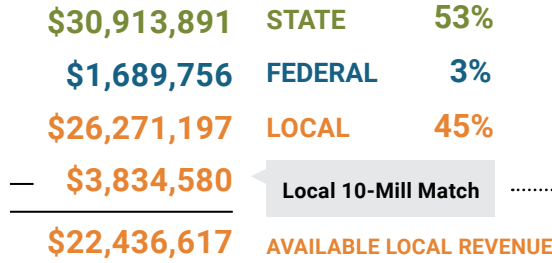 $30,913,891 STATE 53%
$1,689,756 FEDERAL 3%
$26,271,197 LOCAL 45%
— $3,834,580 Local 10-Mill Match
$22,436,617 AVAILABLE LOCAL REVENUE